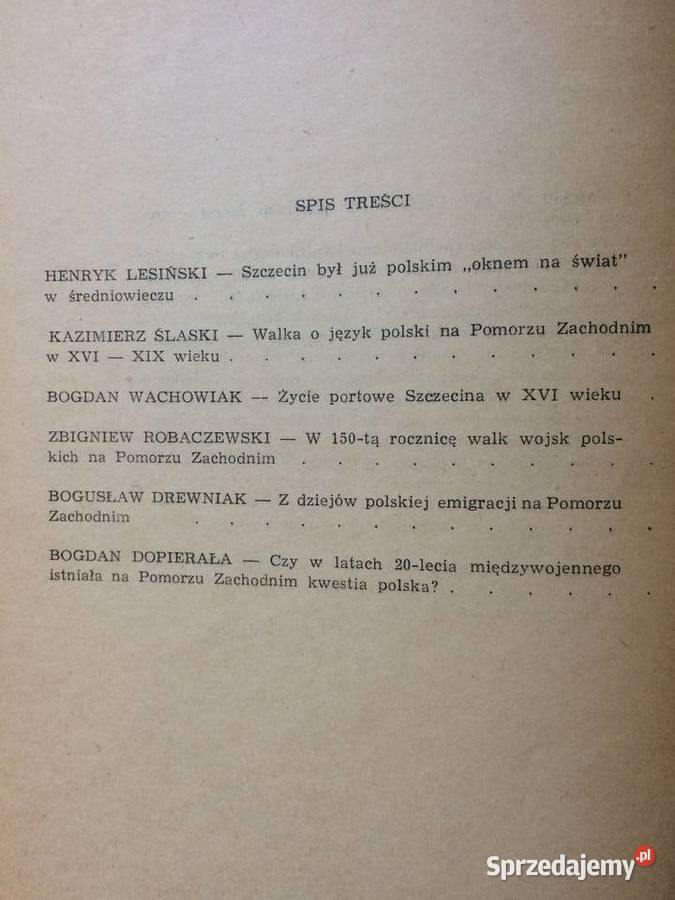 SPIS TREŚCI
HENRYK LESIŃSKI — Szczecin był już polskim „oknem na świat"
w średniowieczu . . . . . . . . . . . . .
KAZIMIERZ ŚLASKI — Walka o język polski na Pomorzu Zachodnim
w XVI — XIX wieku . . . . . . . . . . . .
BOGDAN WACHOWIAK — Życie portowe Szczecina w XVI wieku .
ZBIGNIEW ROBACZEWSKI — W 150-tą rocznicę walk wojsk pols-
kich na Pomorzu Zachodnim . . . . . . . . . .
BOGUSŁAW DREWNIAK — Z dziejów polskiej emigracji na Pomorzu
Zachodnim . . . . . . . . . . . . .
BOGDAN DOPIERAŁA — Czy w latach 20-lecia międzywojennego
istniała na Pomorzu Zachodnim kwestia polska? . . . . . .
Sprzedajemy.pl